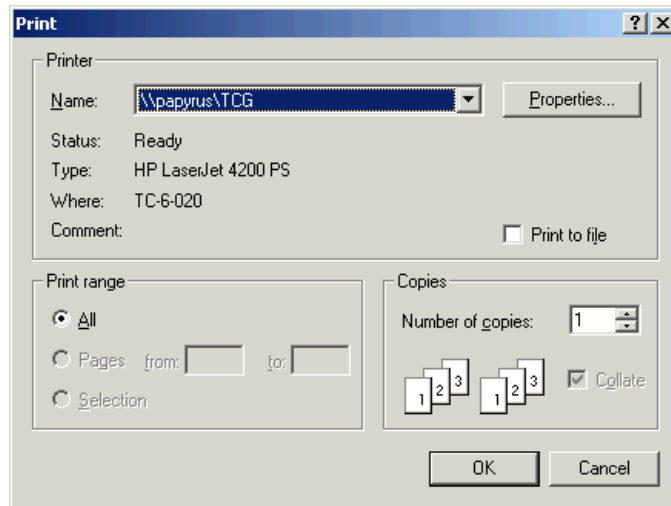 Print
Printer
Name: \\papyrus\TCG Properties...
Status: Ready
Type: HP LaserJet 4200 PS
Where: TC-6-020
Comment: Print to file
Print range
All
Pages from: to:
Selection
Copies
Number of copies: 1
1 2 3 1 2 3 Collate
OK Cancel